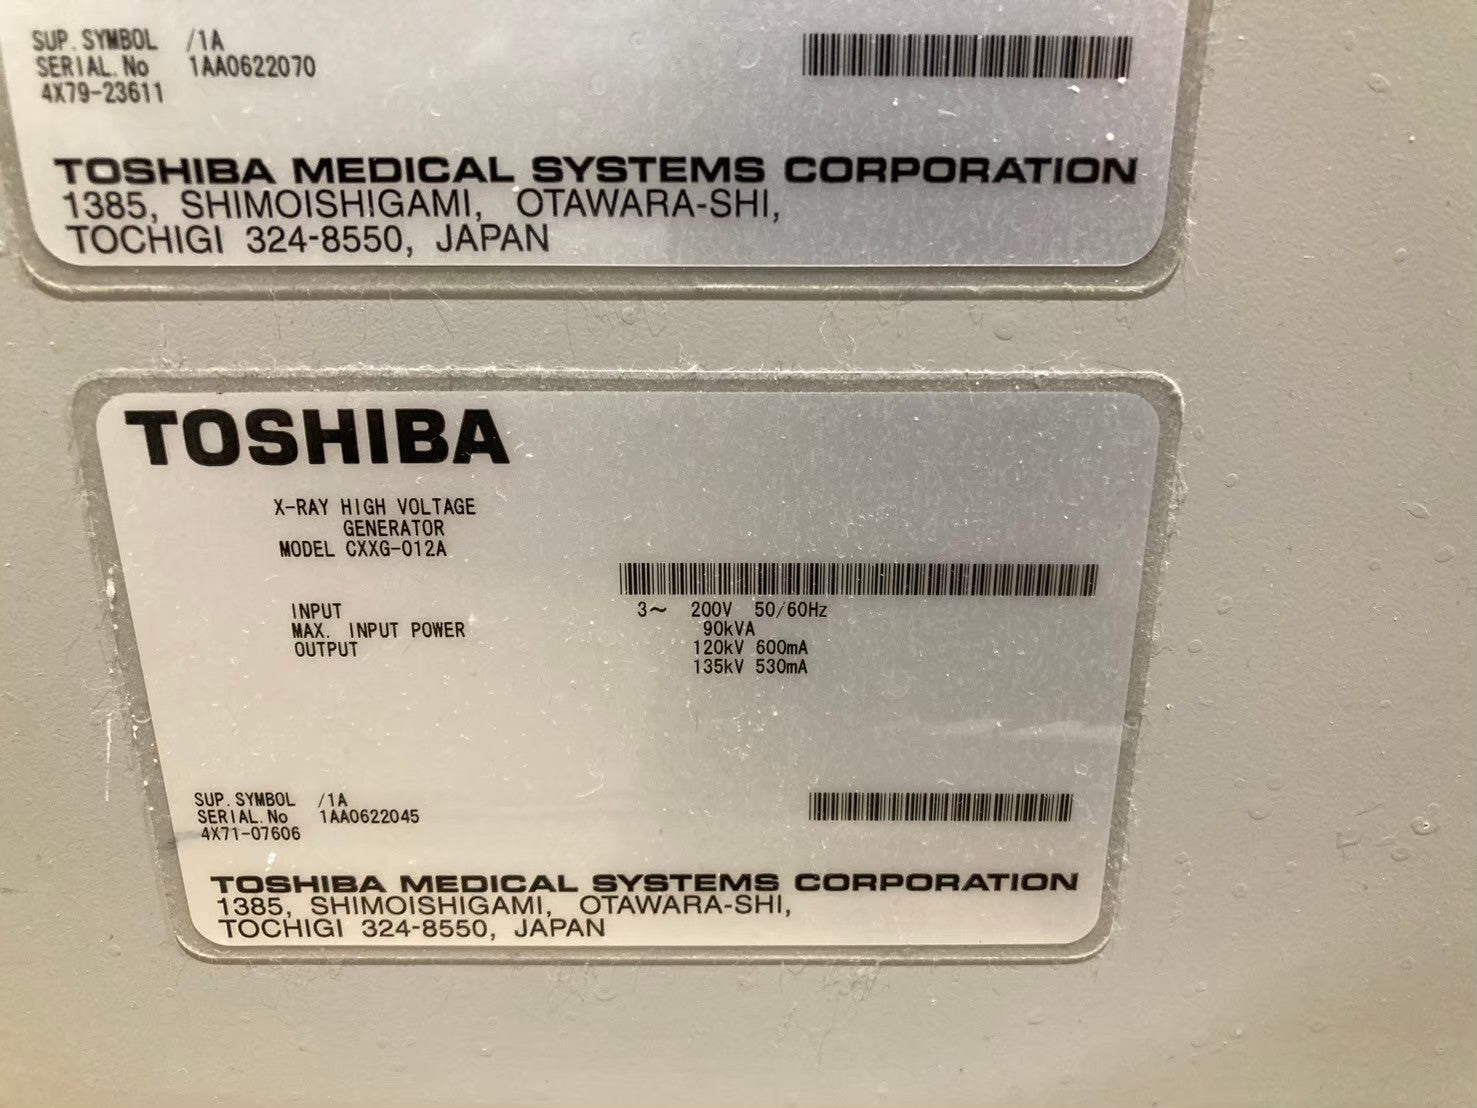 SUP. SYMBOL /1A
SERIAL. No 1AA0622070
4X79-23611
TOSHIBA MEDICAL SYSTEMS CORPORATION
1385, SHIMOISHIGAMI, OTAWARA-SHI,
TOCHIGI 324-8550, JAPAN
TOSHIBA
X-RAY HIGH VOLTAGE
GENERATOR
MODEL CXXG-012A
INPUT 3～ 200V 50/60Hz
MAX. INPUT POWER 90kVA
OUTPUT 120kV 600mA
135kV 530mA
SUP. SYMBOL /1A
SERIAL. No 1AA0622045
4X71-07606
TOSHIBA MEDICAL SYSTEMS CORPORATION
1385, SHIMOISHIGAMI, OTAWARA-SHI,
TOCHIGI 324-8550, JAPAN